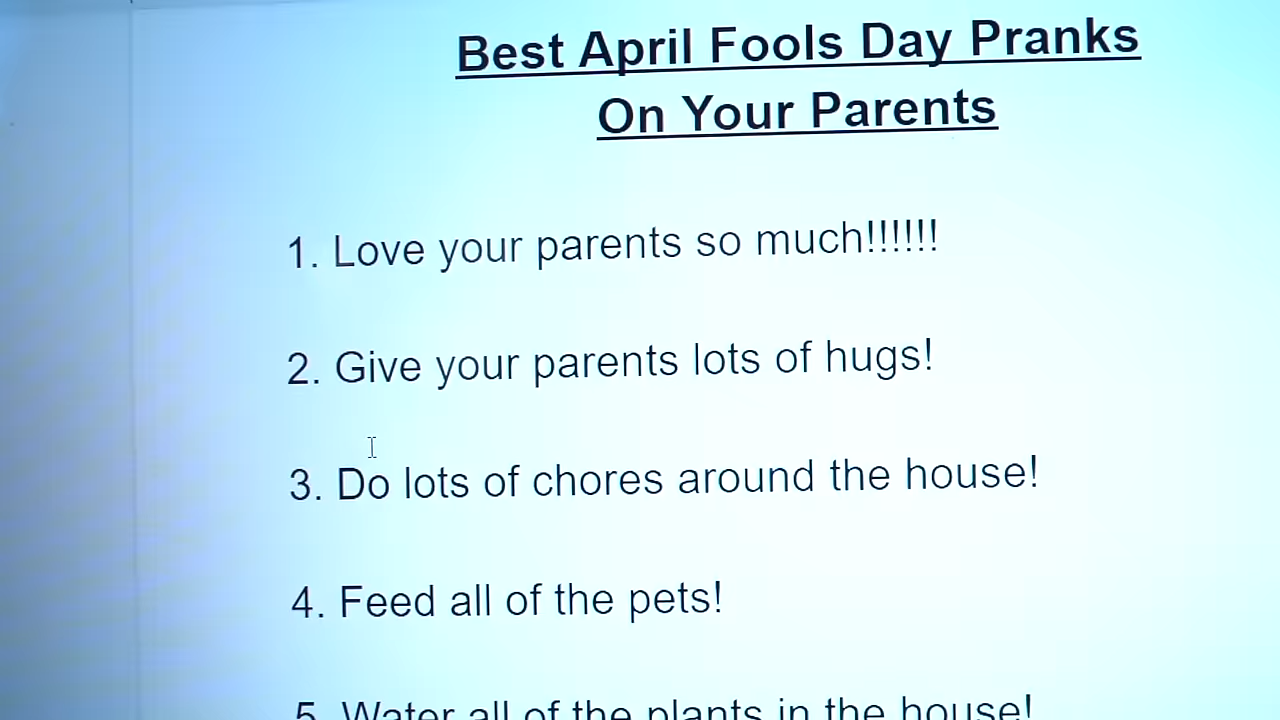 Best April Fools Day Pranks
On Your Parents
1. Love your parents so much!!!!!!
2. Give your parents lots of hugs!
3. Do lots of chores around the house!
4. Feed all of the pets!
5. Water all of the plants in the house!